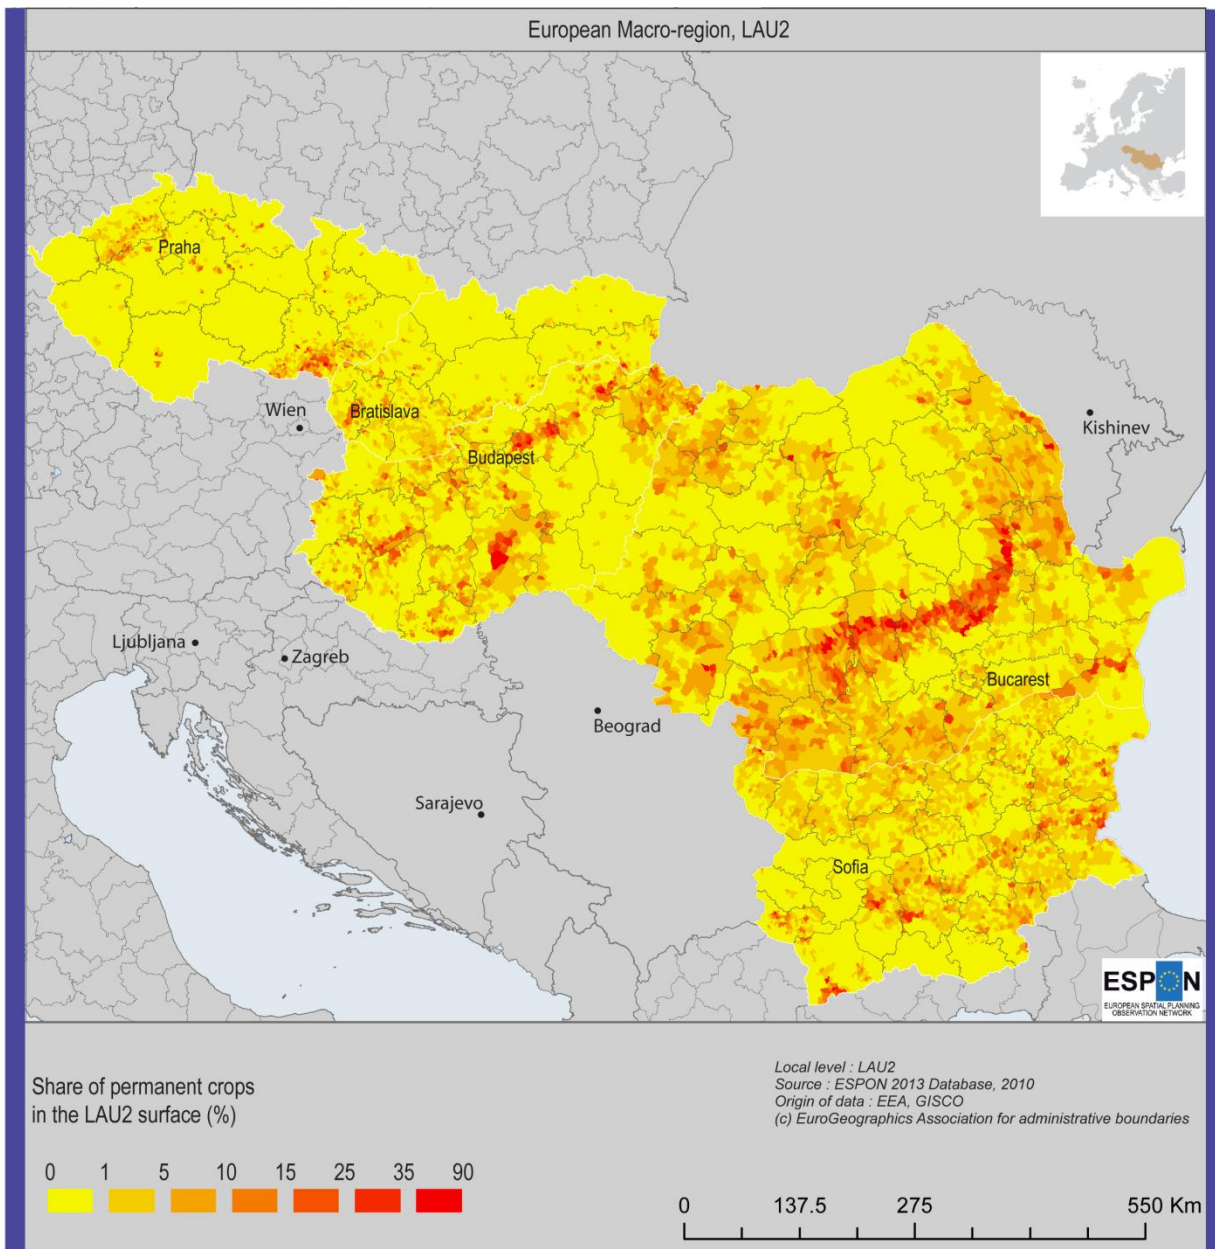 European Macro-region, LAU2
Praha
Wien
Bratislava
Kishinev
Budapest
Ljubljana
Zagreb
Bucarest
Beograd
Sarajevo
Sofia
ESPON
EUROPEAN SPATIAL PLANNING
OBSERVATION NETWORK
Share of permanent crops
in the LAU2 surface (%)
0 1 5 10 15 25 35 90
Local level : LAU2
Source : ESPON 2013 Database, 2010
Origin of data : EEA, GISCO
(c) EuroGeographics Association for administrative boundaries
0 137.5 275 550 Km